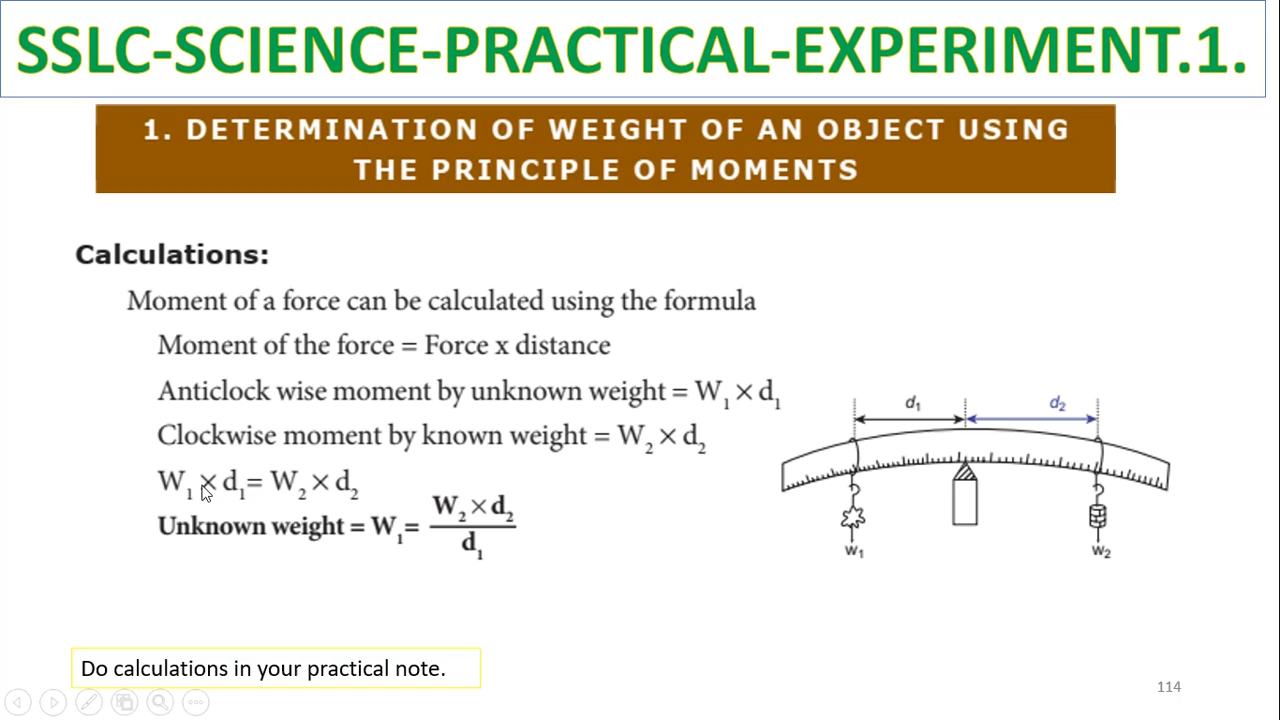 SSLC-SCIENCE-PRACTICAL-EXPERIMENT.1.
1. DETERMINATION OF WEIGHT OF AN OBJECT USING
THE PRINCIPLE OF MOMENTS
Calculations:
Moment of a force can be calculated using the formula
Moment of the force = Force x distance
Anticlock wise moment by unknown weight = W₁ × d₁
Clockwise moment by known weight = W₂ × d₂
W₁ × d₁= W₂ × d₂
Unknown weight = W₁= W₂ × d₂ / d₁
d₁ d₂
W₁ W₂
Do calculations in your practical note.
114